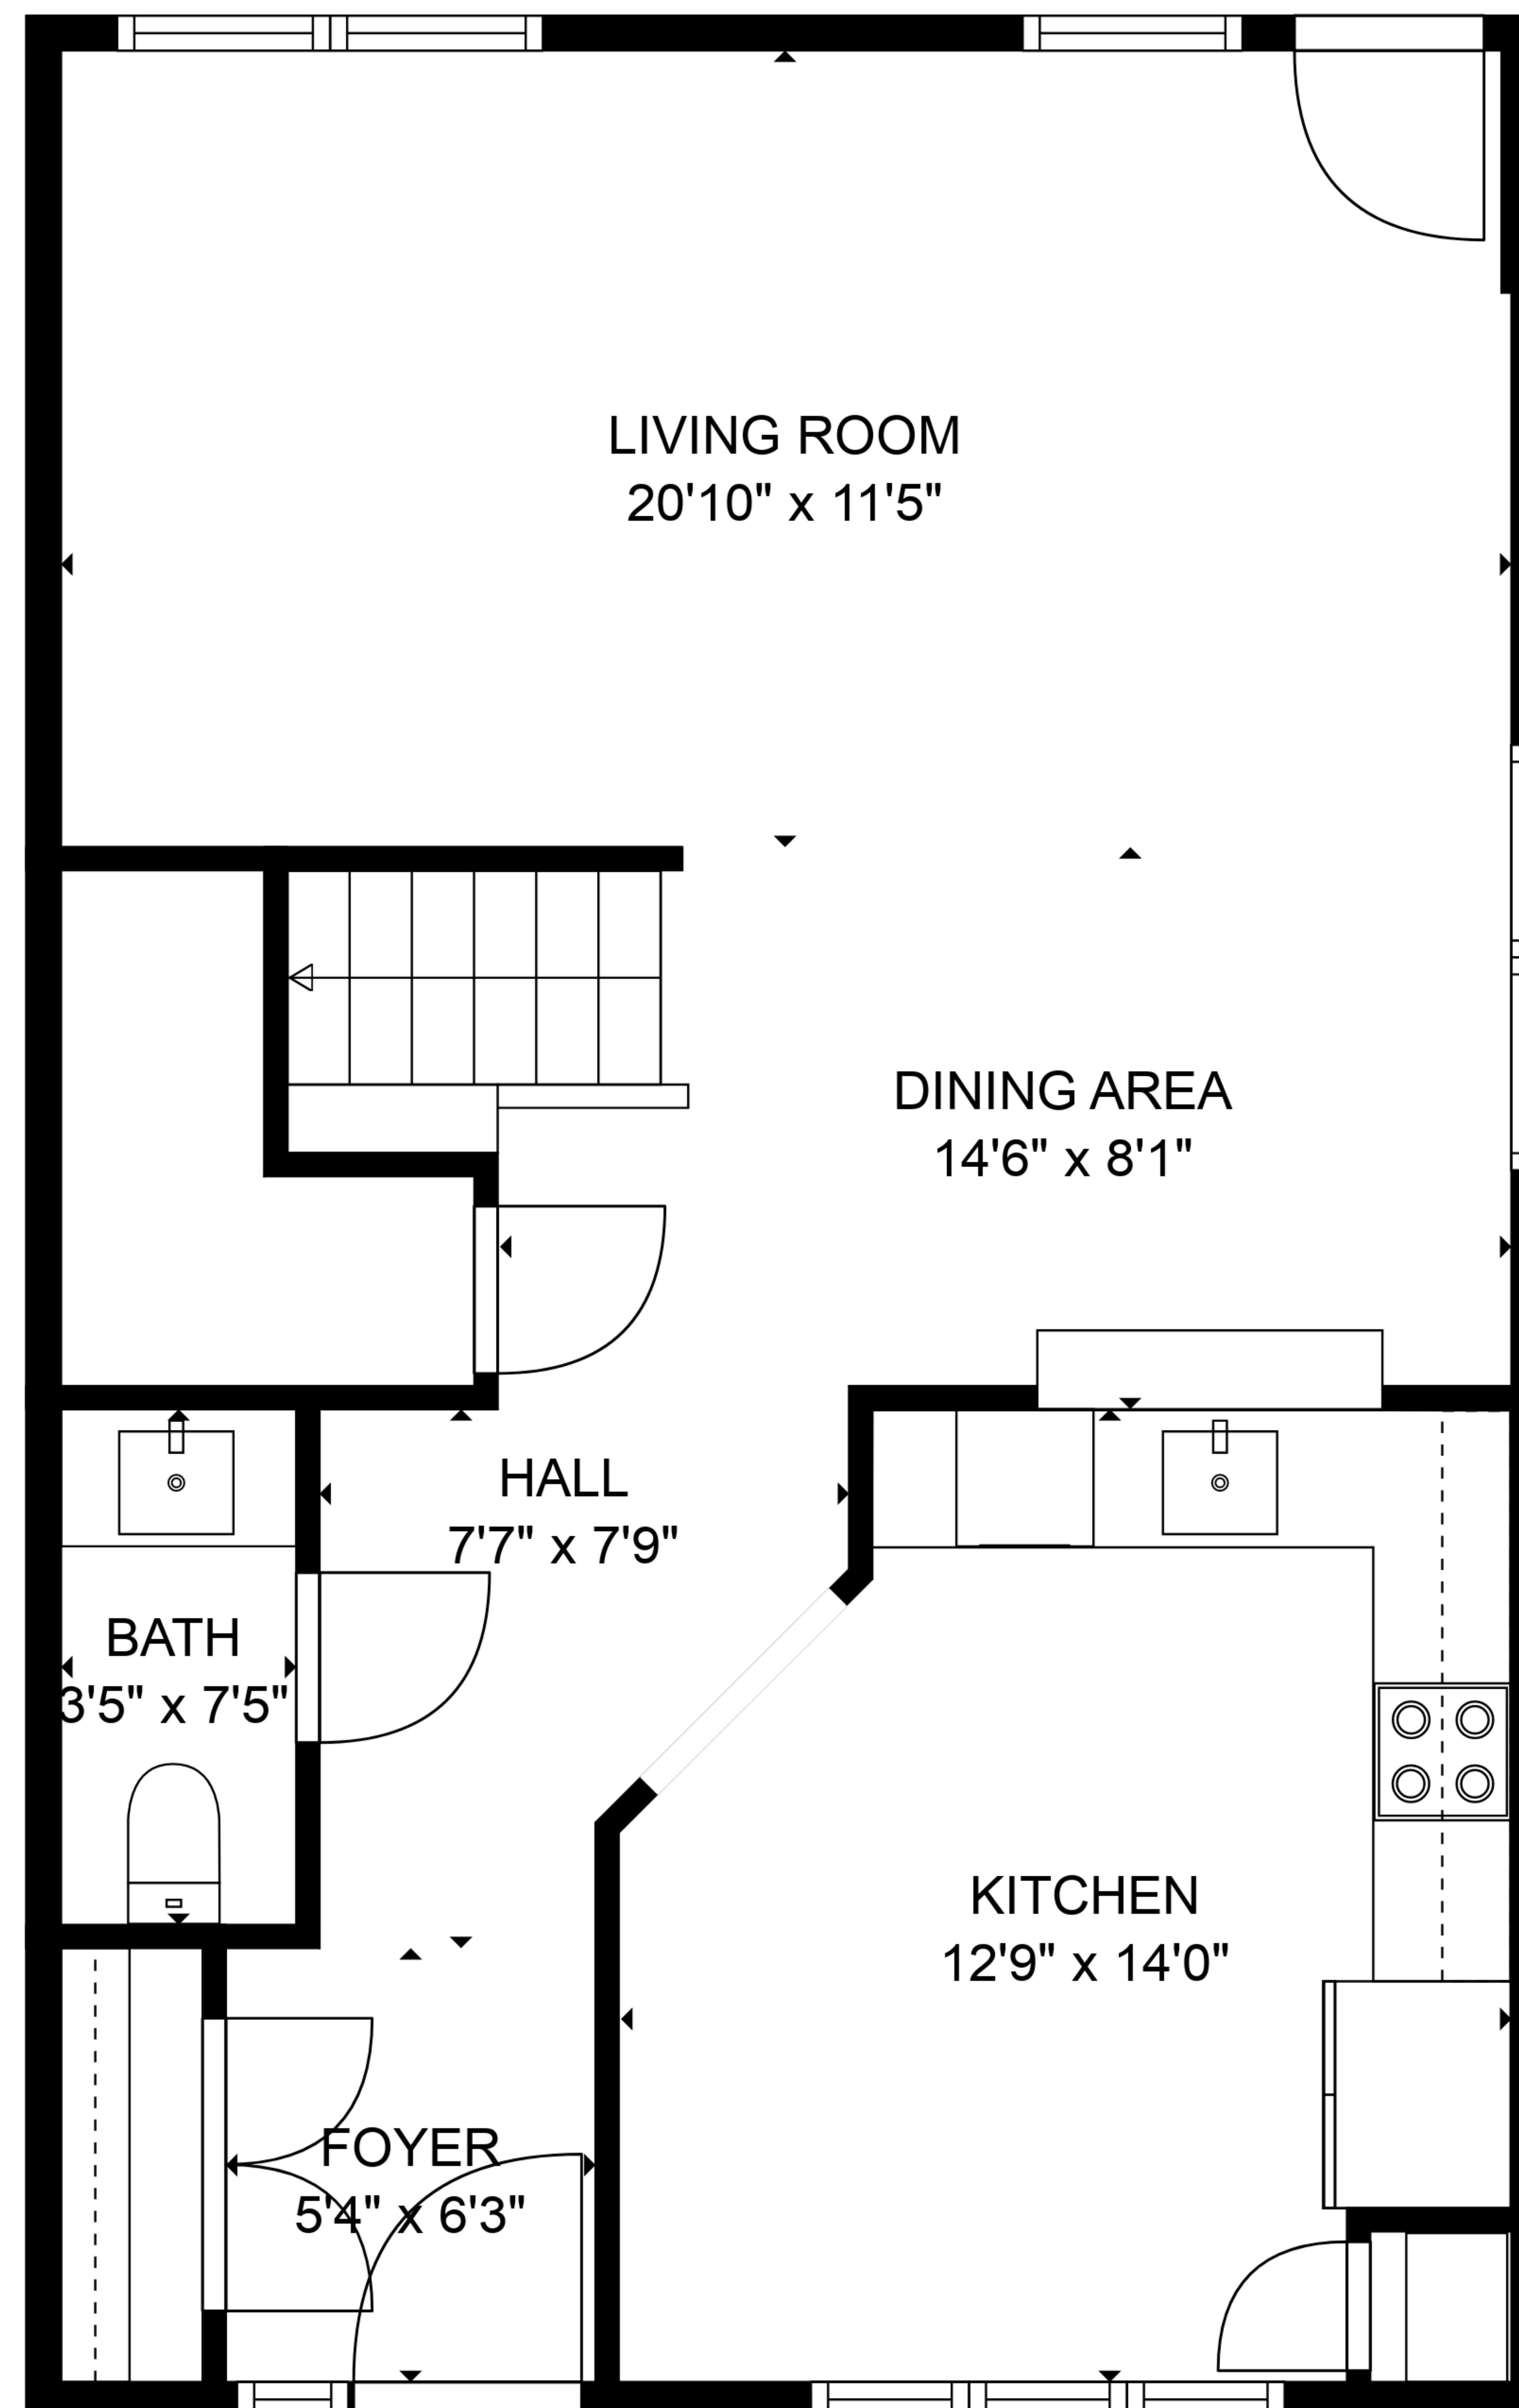 LIVING ROOM
20'10" x 11'5"
DINING AREA
14'6" x 8'1"
HALL
7'7" x 7'9"
BATH
3'5" x 7'5"
KITCHEN
12'9" x 14'0"
FOYER
5'4" x 6'3"